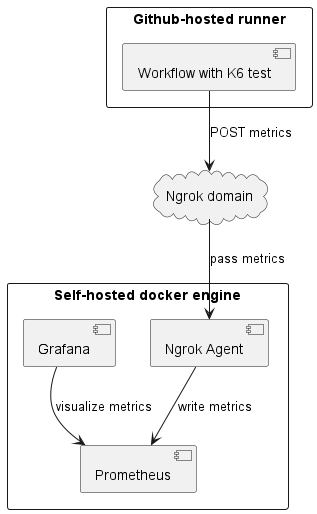 Github-hosted runner
Workflow with K6 test
POST metrics
Ngrok domain
pass metrics
Self-hosted docker engine
Grafana
Ngrok Agent
visualize metrics
write metrics
Prometheus